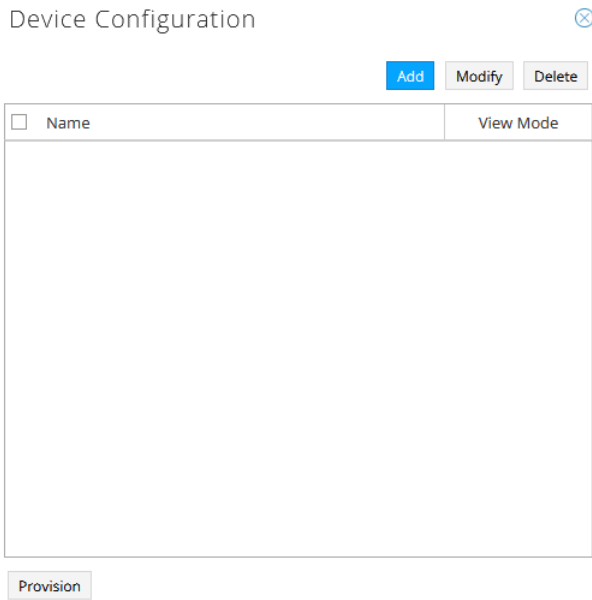 Device Configuration
Add Modify Delete
Name View Mode
Provision